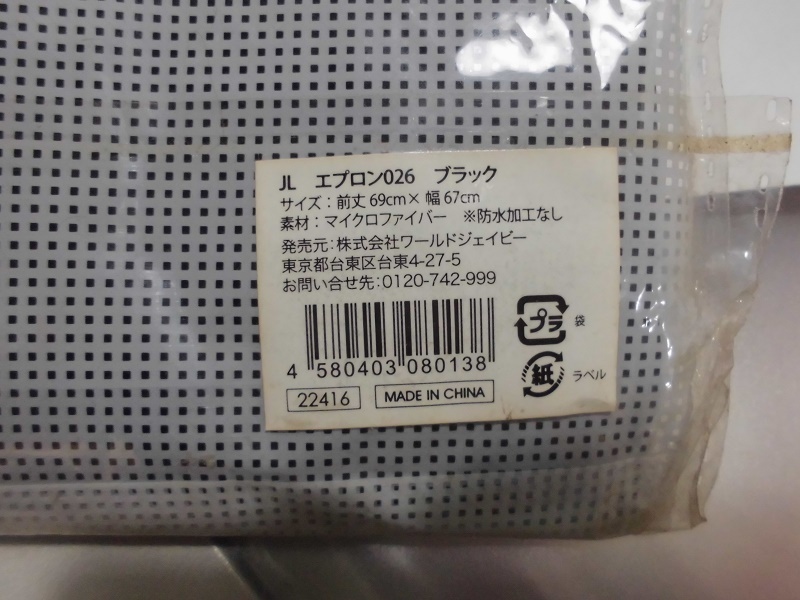 JL エプロン026 ブラック
サイズ：前丈 69cm× 幅 67cm
素材：マイクロファイバー ※防水加工なし
発売元：株式会社ワールドジェイビー
東京都台東区台東4-27-5
お問い合せ先：0120-742-999
プラ 袋
4 580403 080138
紙 ラベル
22416 MADE IN CHINA